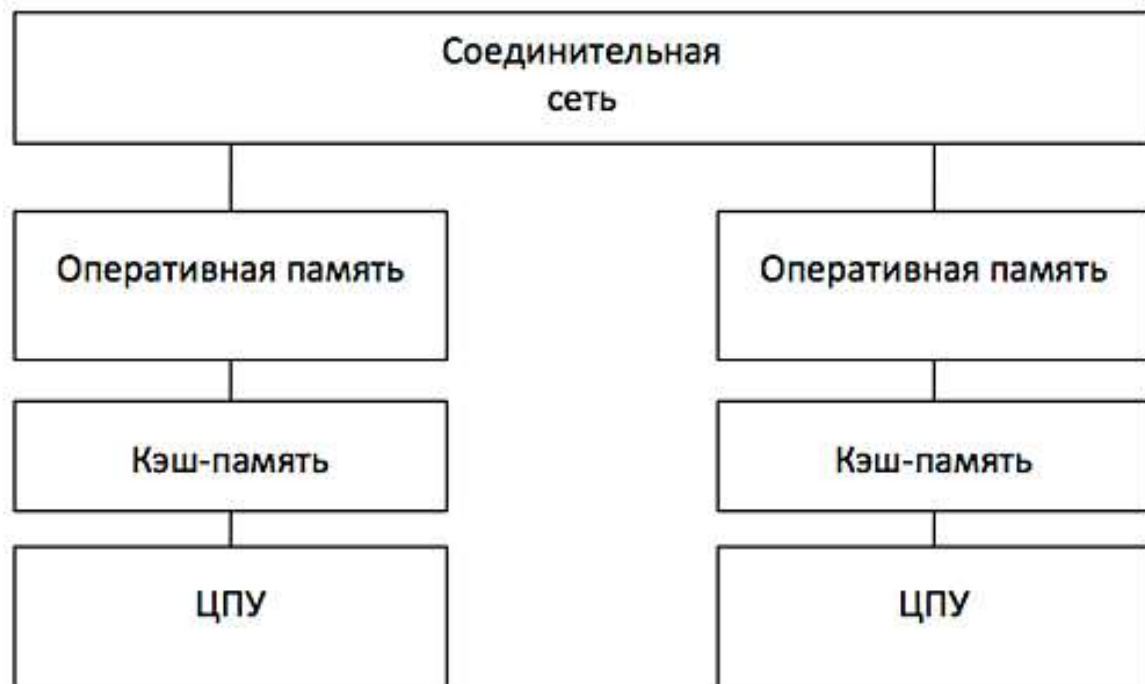 Соединительная
сеть
Оперативная память
Оперативная память
Кэш-память
Кэш-память
ЦПУ
ЦПУ